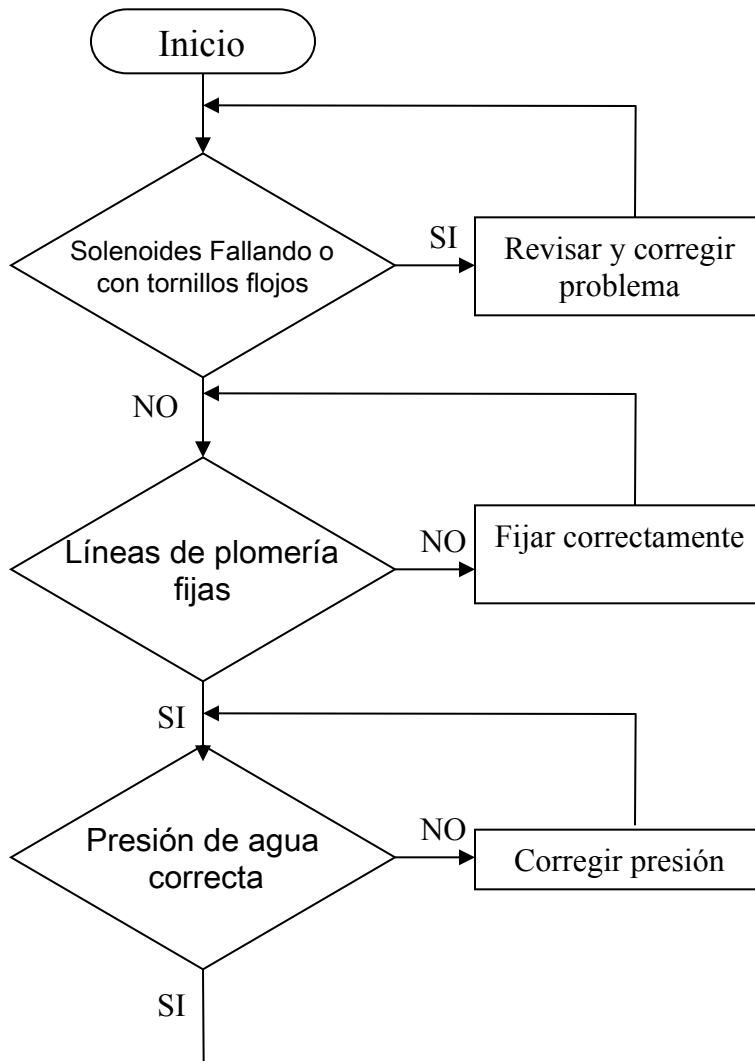 Inicio
Solenoides Fallando o
con tornillos flojos
SI
Revisar y corregir
problema
NO
Líneas de plomería
fijas
NO
Fijar correctamente
SI
Presión de agua
correcta
NO
Corregir presión
SI